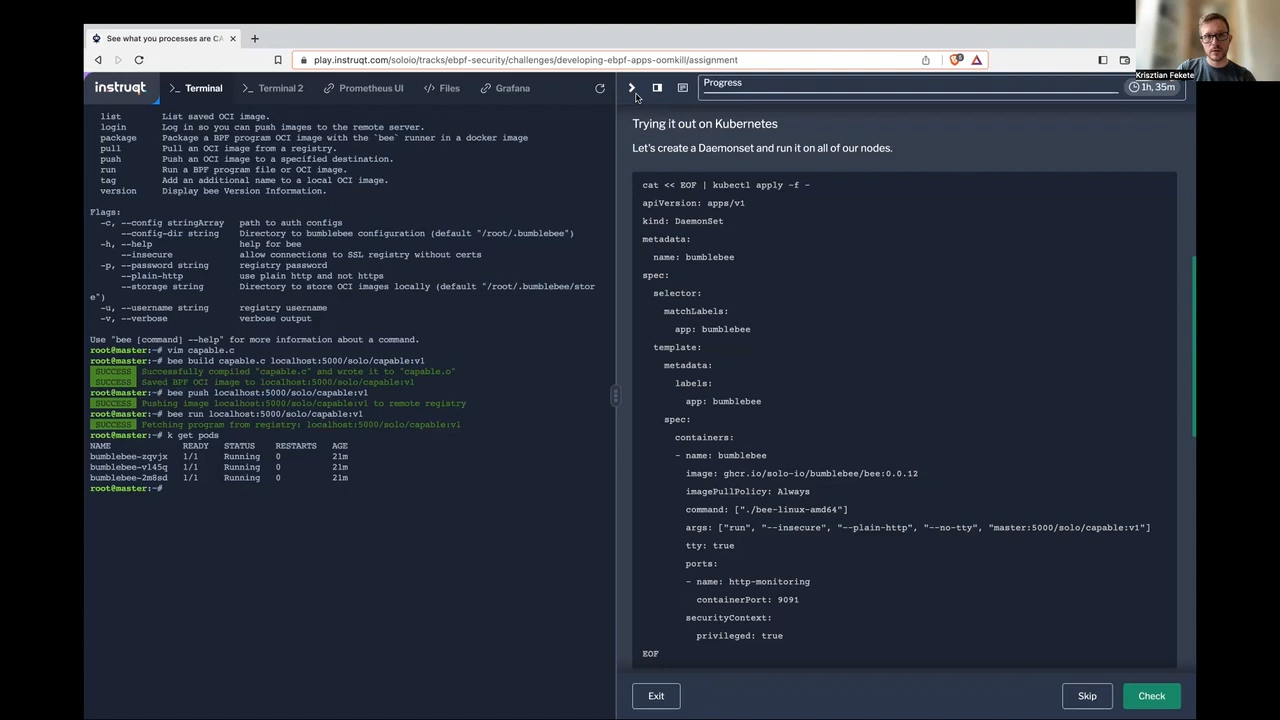 See what you processes are CA
play.instruqt.com/soloio/tracks/ebpf-security/challenges/developing-ebpf-apps-oomkill/assignment
Krisztian Fekete
instruqt
>_ Terminal
>_ Terminal 2
Prometheus UI
</> Files
Grafana
Progress
1h, 35m
list        List saved OCI image.
login       Log in so you can push images to the remote server.
package     Package a BPF program OCI image with the `bee` runner in a docker image
pull        Pull an OCI image from a registry.
push        Push an OCI image to a specified destination.
run         Run a BPF program file or OCI image.
tag         Add an additional name to a local OCI image.
version     Display bee Version Information.
Flags:
-c, --config stringArray   path to auth configs
--config-dir string    Directory to bumblebee configuration (default "/root/.bumblebee")
-h, --help                 help for bee
--insecure             allow connections to SSL registry without certs
-p, --password string      registry password
--plain-http           use plain http and not https
--storage string       Directory to store OCI images locally (default "/root/.bumblebee/stor
e")
-u, --username string      registry username
-v, --verbose              verbose output
Use "bee [command] --help" for more information about a command.
root@master:~# vim capable.c
root@master:~# bee build capable.c localhost:5000/solo/capable:v1
SUCCESS Successfully compiled "capable.c" and wrote it to "capable.o"
SUCCESS Saved BPF OCI image to localhost:5000/solo/capable:v1
root@master:~# bee push localhost:5000/solo/capable:v1
SUCCESS Pushing image localhost:5000/solo/capable:v1 to remote registry
root@master:~# bee run localhost:5000/solo/capable:v1
SUCCESS Fetching program from registry: localhost:5000/solo/capable:v1
root@master:~# k get pods
NAME              READY   STATUS    RESTARTS   AGE
bumblebee-zqvjx   1/1     Running   0          21m
bumblebee-vl45q   1/1     Running   0          21m
bumblebee-2m8sd   1/1     Running   0          21m
root@master:~#
Trying it out on Kubernetes
Let's create a Daemonset and run it on all of our nodes.
cat << EOF | kubectl apply -f -
apiVersion: apps/v1
kind: DaemonSet
metadata:
name: bumblebee
spec:
selector:
matchLabels:
app: bumblebee
template:
metadata:
labels:
app: bumblebee
spec:
containers:
- name: bumblebee
image: ghcr.io/solo-io/bumblebee/bee:0.0.12
imagePullPolicy: Always
command: ["./bee-linux-amd64"]
args: ["run", "--insecure", "--plain-http", "--no-tty", "master:5000/solo/capable:v1"]
tty: true
ports:
- name: http-monitoring
containerPort: 9091
securityContext:
privileged: true
EOF
Exit
Skip
Check